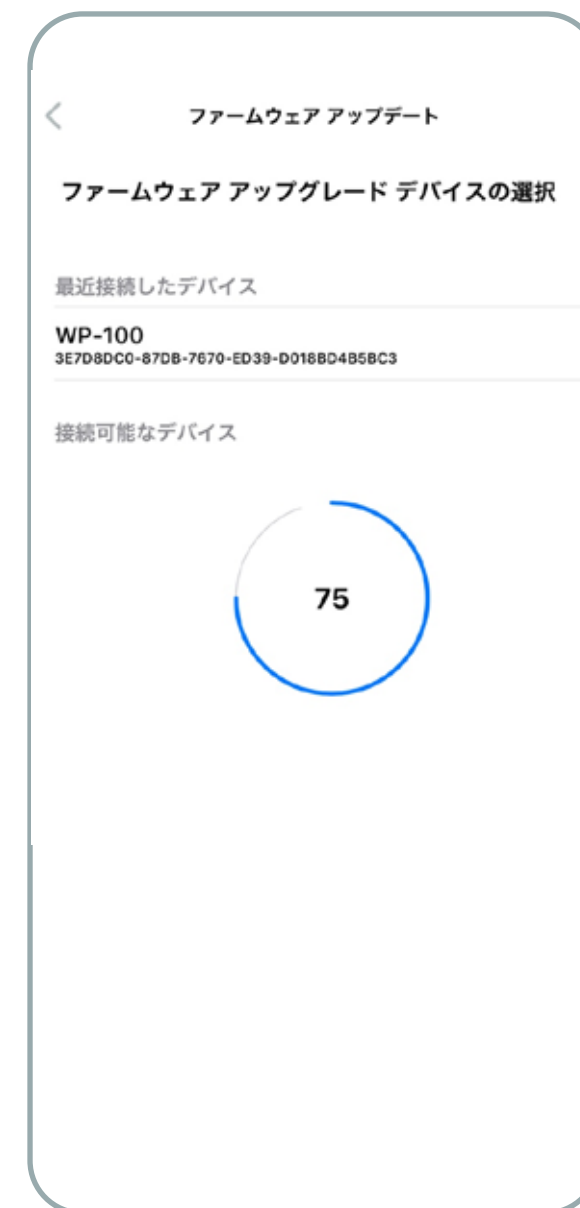 ファームウェア アップデート
ファームウェア アップグレード デバイスの選択
最近接続したデバイス
WP-100
3E7D8DC0-87DB-7670-ED39-D018BD4B5BC3
接続可能なデバイス
75